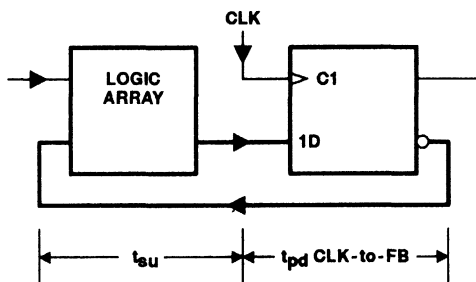 CLK
LOGIC
ARRAY
C1
1D
tsu
tpd CLK-to-FB